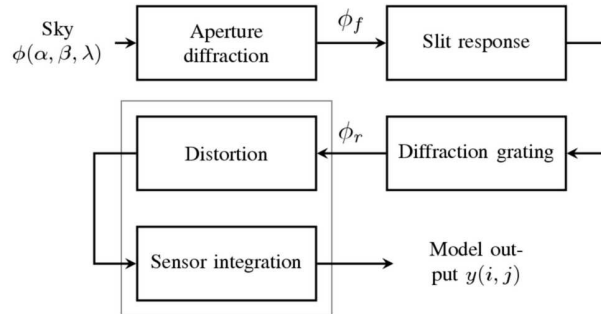 Sky
ϕ(α, β, λ)
Aperture
diffraction
ϕ_f
Slit response
Diffraction grating
ϕ_r
Distortion
Sensor integration
Model out-
put y(i, j)